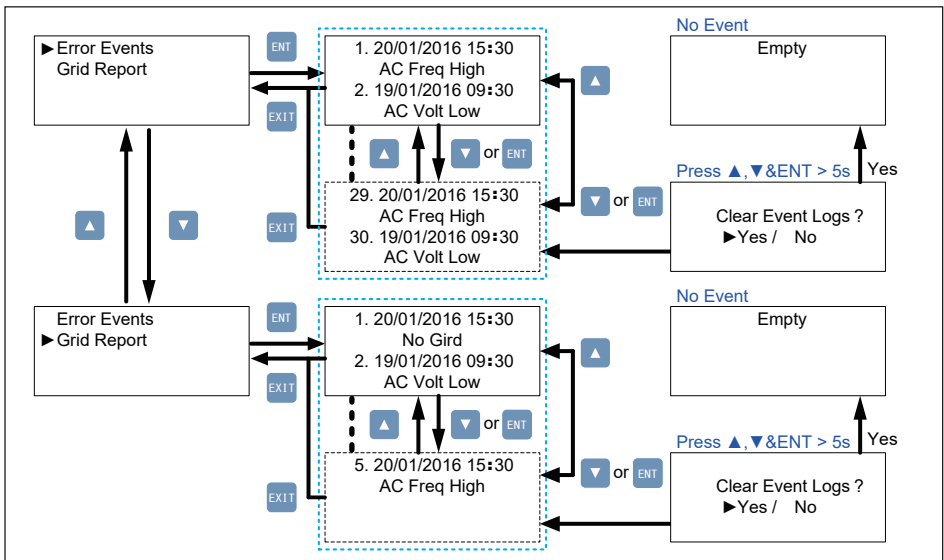 No Event
►Error Events
Grid Report
ENT
EXIT
1. 20/01/2016 15:30
AC Freq High
2. 19/01/2016 09:30
AC Volt Low
▲
Empty
▲
▼ or ENT
Press ▲,▼&ENT > 5s
Yes
29. 20/01/2016 15:30
AC Freq High
30. 19/01/2016 09:30
AC Volt Low
▼ or ENT
Clear Event Logs ?
►Yes / No
▲
▼
EXIT
No Event
Error Events
►Grid Report
ENT
EXIT
1. 20/01/2016 15:30
No Gird
2. 19/01/2016 09:30
AC Volt Low
▲
Empty
▲
▼ or ENT
Press ▲,▼&ENT > 5s
Yes
5. 20/01/2016 15:30
AC Freq High
▼ or ENT
Clear Event Logs ?
►Yes / No
EXIT